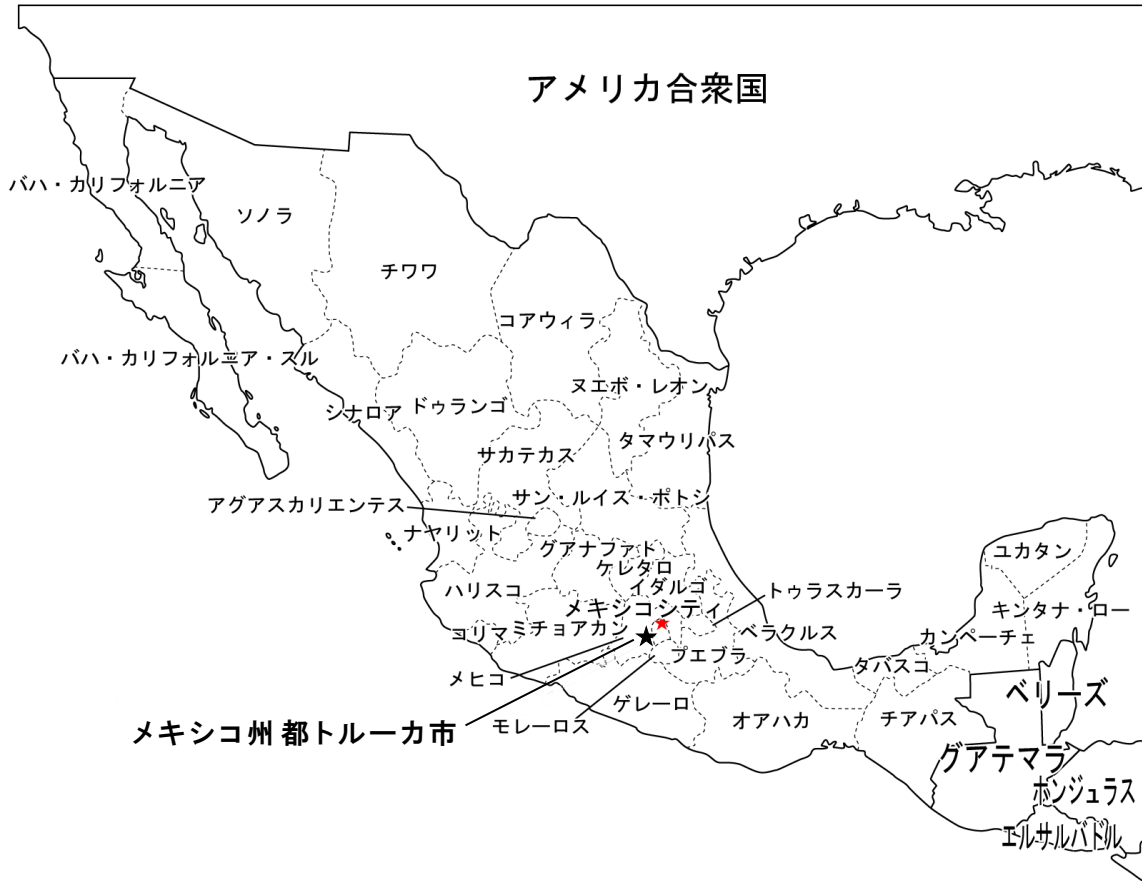 アメリカ合衆国
バハ・カリフォルニア
ソノラ
チワワ
コアウィラ
バハ・カリフォルニア・スル
ヌエボ・レオン
シナロア
ドゥランゴ
タマウリパス
サカテカス
アグアスカリエンテス
サン・ルイス・ポトシ
ナヤリット
グアナファト
ケレタロ
ユカタン
ハリスコ
イダルゴ
トゥラスカーラ
メキシコシティ
キンタナ・ロー
コリマ
ミチョアカン
ベラクルス
カンペーチェ
プエブラ
タバスコ
メヒコ
ベリーズ
ゲレーロ
メキシコ州 都トルーカ市
モレーロス
オアハカ
チアパス
グアテマラ
ホンジュラス
エルサルバドル